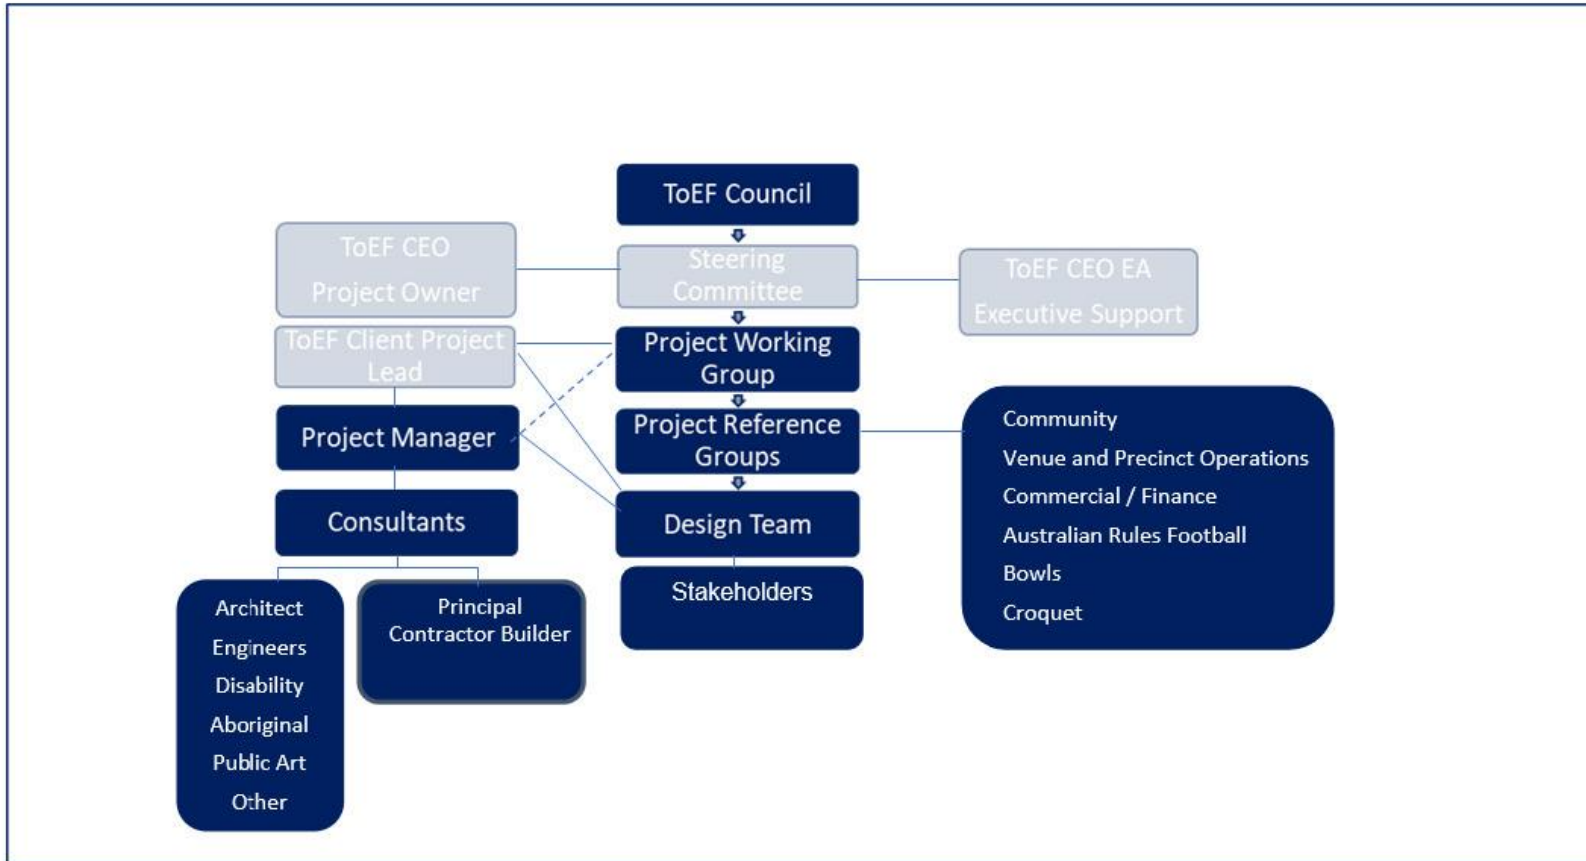 ToEF Council
ToEF CEO
Project Owner
Steering
Committee
ToEF CEO EA
Executive Support
ToEF Client Project
Lead
Project Working
Group
Project Manager
Project Reference
Groups
Consultants
Design Team
Stakeholders
Architect
Engineers
Disability
Aboriginal
Public Art
Other
Principal
Contractor Builder
Community
Venue and Precinct Operations
Commercial / Finance
Australian Rules Football
Bowls
Croquet